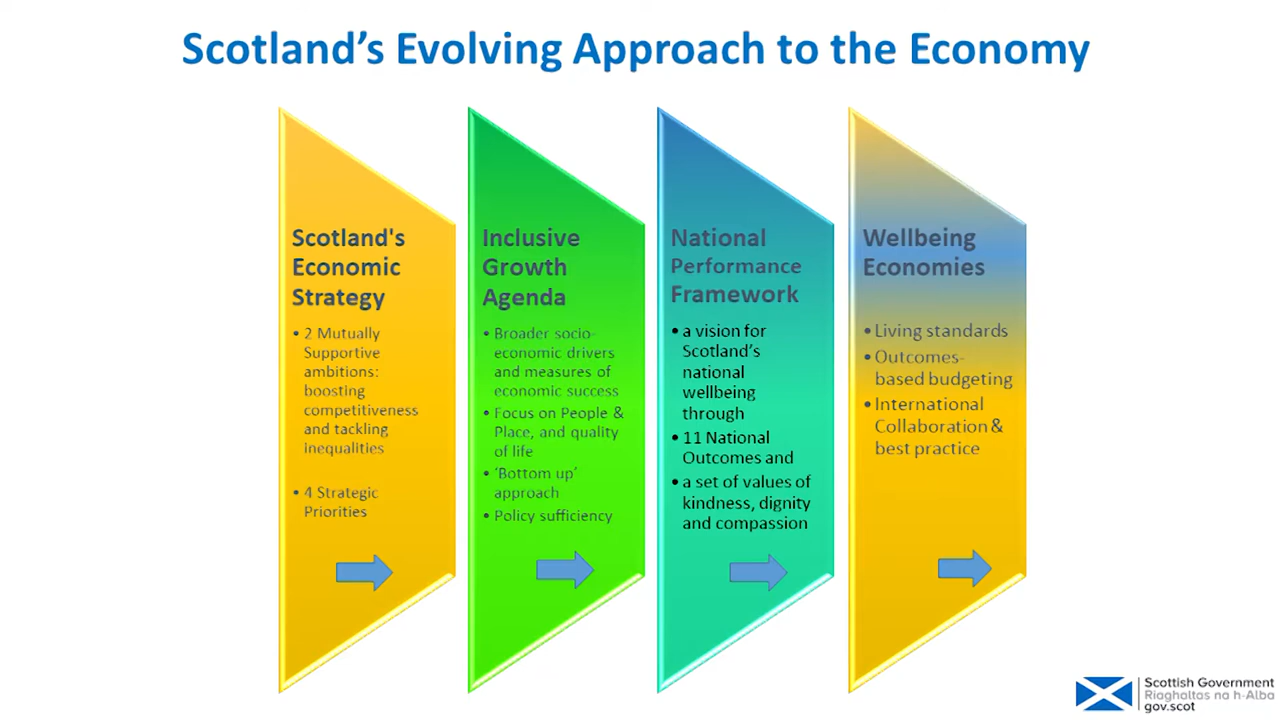 Scotland’s Evolving Approach to the Economy
Scotland's
Economic
Strategy
• 2 Mutually
Supportive
ambitions:
boosting
competitiveness
and tackling
inequalities
• 4 Strategic
Priorities
Inclusive
Growth
Agenda
• Broader socio-
economic drivers
and measures of
economic success
• Focus on People &
Place, and quality
of life
• ‘Bottom up’
approach
• Policy sufficiency
National
Performance
Framework
• a vision for
Scotland’s
national
wellbeing
through
• 11 National
Outcomes and
• a set of values of
kindness, dignity
and compassion
Wellbeing
Economies
• Living standards
• Outcomes-
based budgeting
• International
Collaboration &
best practice
Scottish Government
Riaghaltas na h-Alba
gov.scot